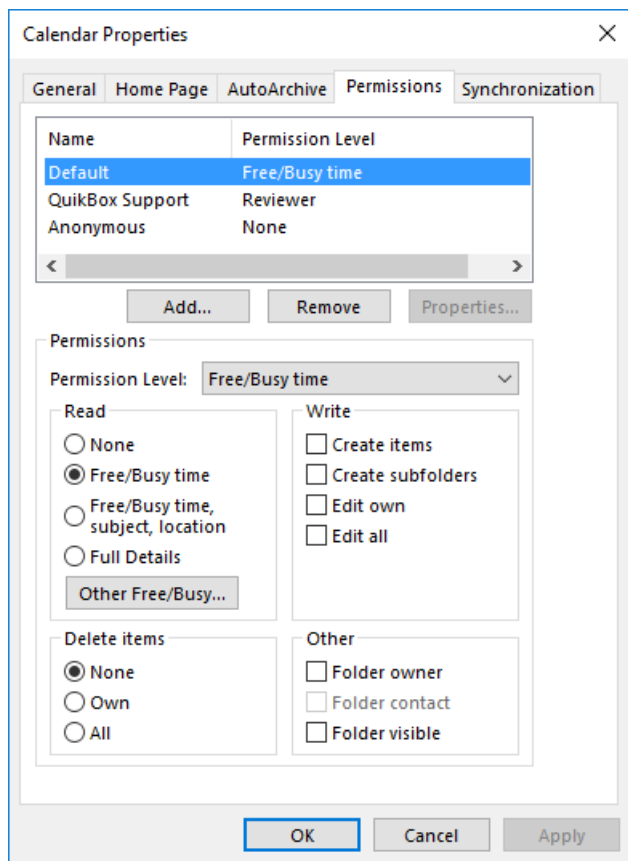 Calendar Properties
General Home Page AutoArchive Permissions Synchronization
Name Permission Level
Default Free/Busy time
QuikBox Support Reviewer
Anonymous None
Add... Remove Properties...
Permissions
Permission Level: Free/Busy time
Read
None
Free/Busy time
Free/Busy time,
subject, location
Full Details
Other Free/Busy...
Write
Create items
Create subfolders
Edit own
Edit all
Delete items
None
Own
All
Other
Folder owner
Folder contact
Folder visible
OK Cancel Apply